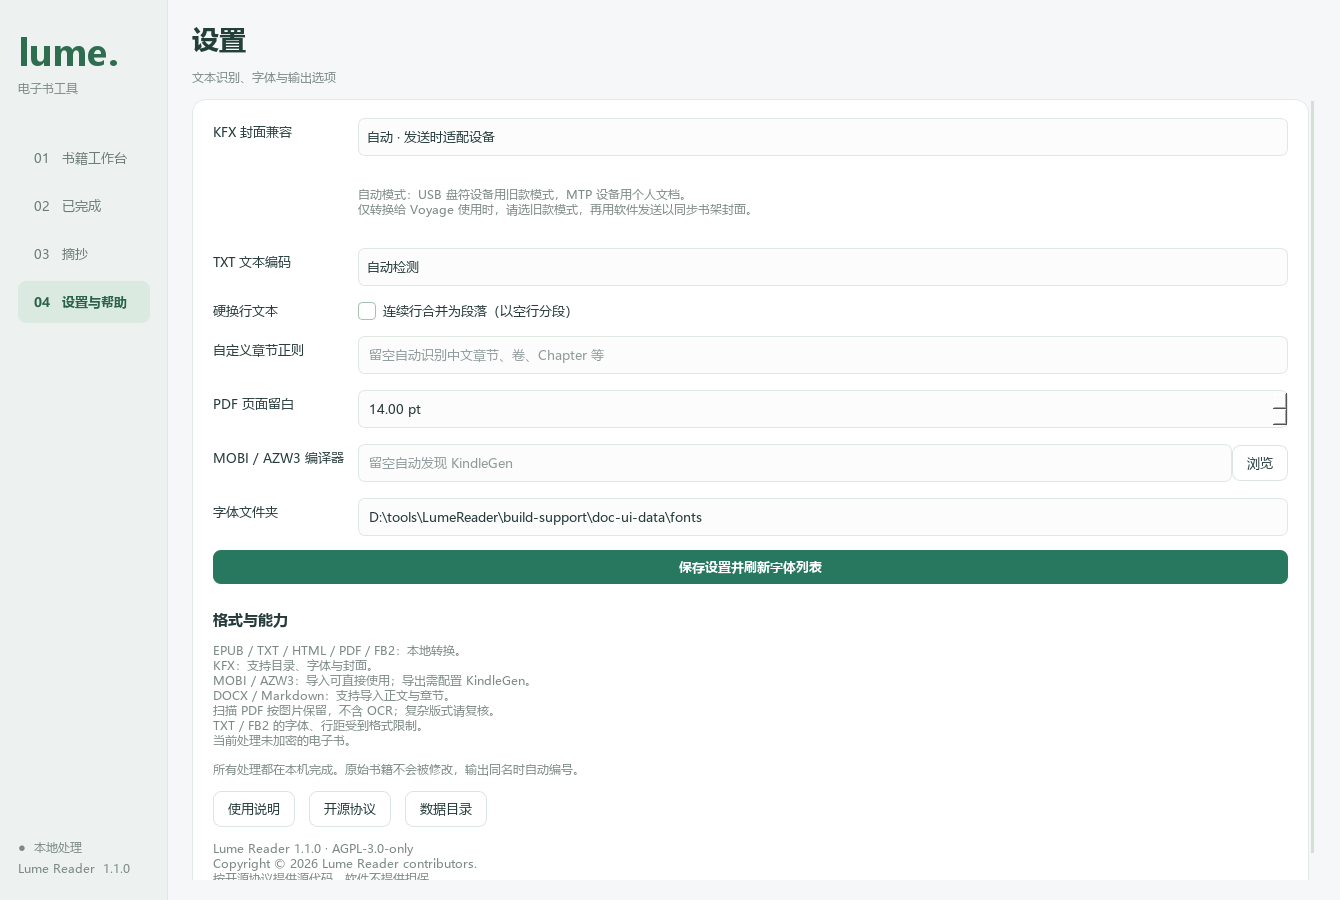 lume.
电子书工具
01 书籍工作台
02 已完成
03 摘抄
04 设置与帮助
● 本地处理
Lume Reader 1.1.0
设置
文本识别、字体与输出选项
KFX 封面兼容
自动 · 发送时适配设备
自动模式：USB 盘符设备用旧款模式，MTP 设备用个人文档。
仅转换给 Voyage 使用时，请选旧款模式，再用软件发送以同步书架封面。
TXT 文本编码
自动检测
硬换行文本
连续行合并为段落（以空行分段）
自定义章节正则
留空自动识别中文章节、卷、Chapter 等
PDF 页面留白
14.00 pt
MOBI / AZW3 编译器
留空自动发现 KindleGen
浏览
字体文件夹
D:\tools\LumeReader\build-support\doc-ui-data\fonts
保存设置并刷新字体列表
格式与能力
EPUB / TXT / HTML / PDF / FB2：本地转换。
KFX：支持目录、字体与封面。
MOBI / AZW3：导入可直接使用；导出需配置 KindleGen。
DOCX / Markdown：支持导入正文与章节。
扫描 PDF 按图片保留，不含 OCR；复杂版式请复核。
TXT / FB2 的字体、行距受到格式限制。
当前处理未加密的电子书。
所有处理都在本机完成。原始书籍不会被修改，输出同名时自动编号。
使用说明
开源协议
数据目录
Lume Reader 1.1.0 · AGPL-3.0-only
Copyright © 2026 Lume Reader contributors.
按开源协议提供源代码，软件不提供担保。